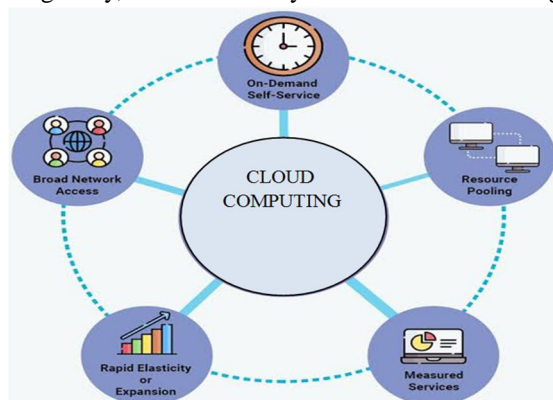 On-Demand
Self-Service
Broad Network
Access
CLOUD
COMPUTING
Resource
Pooling
Rapid Elasticity
or
Expansion
Measured
Services